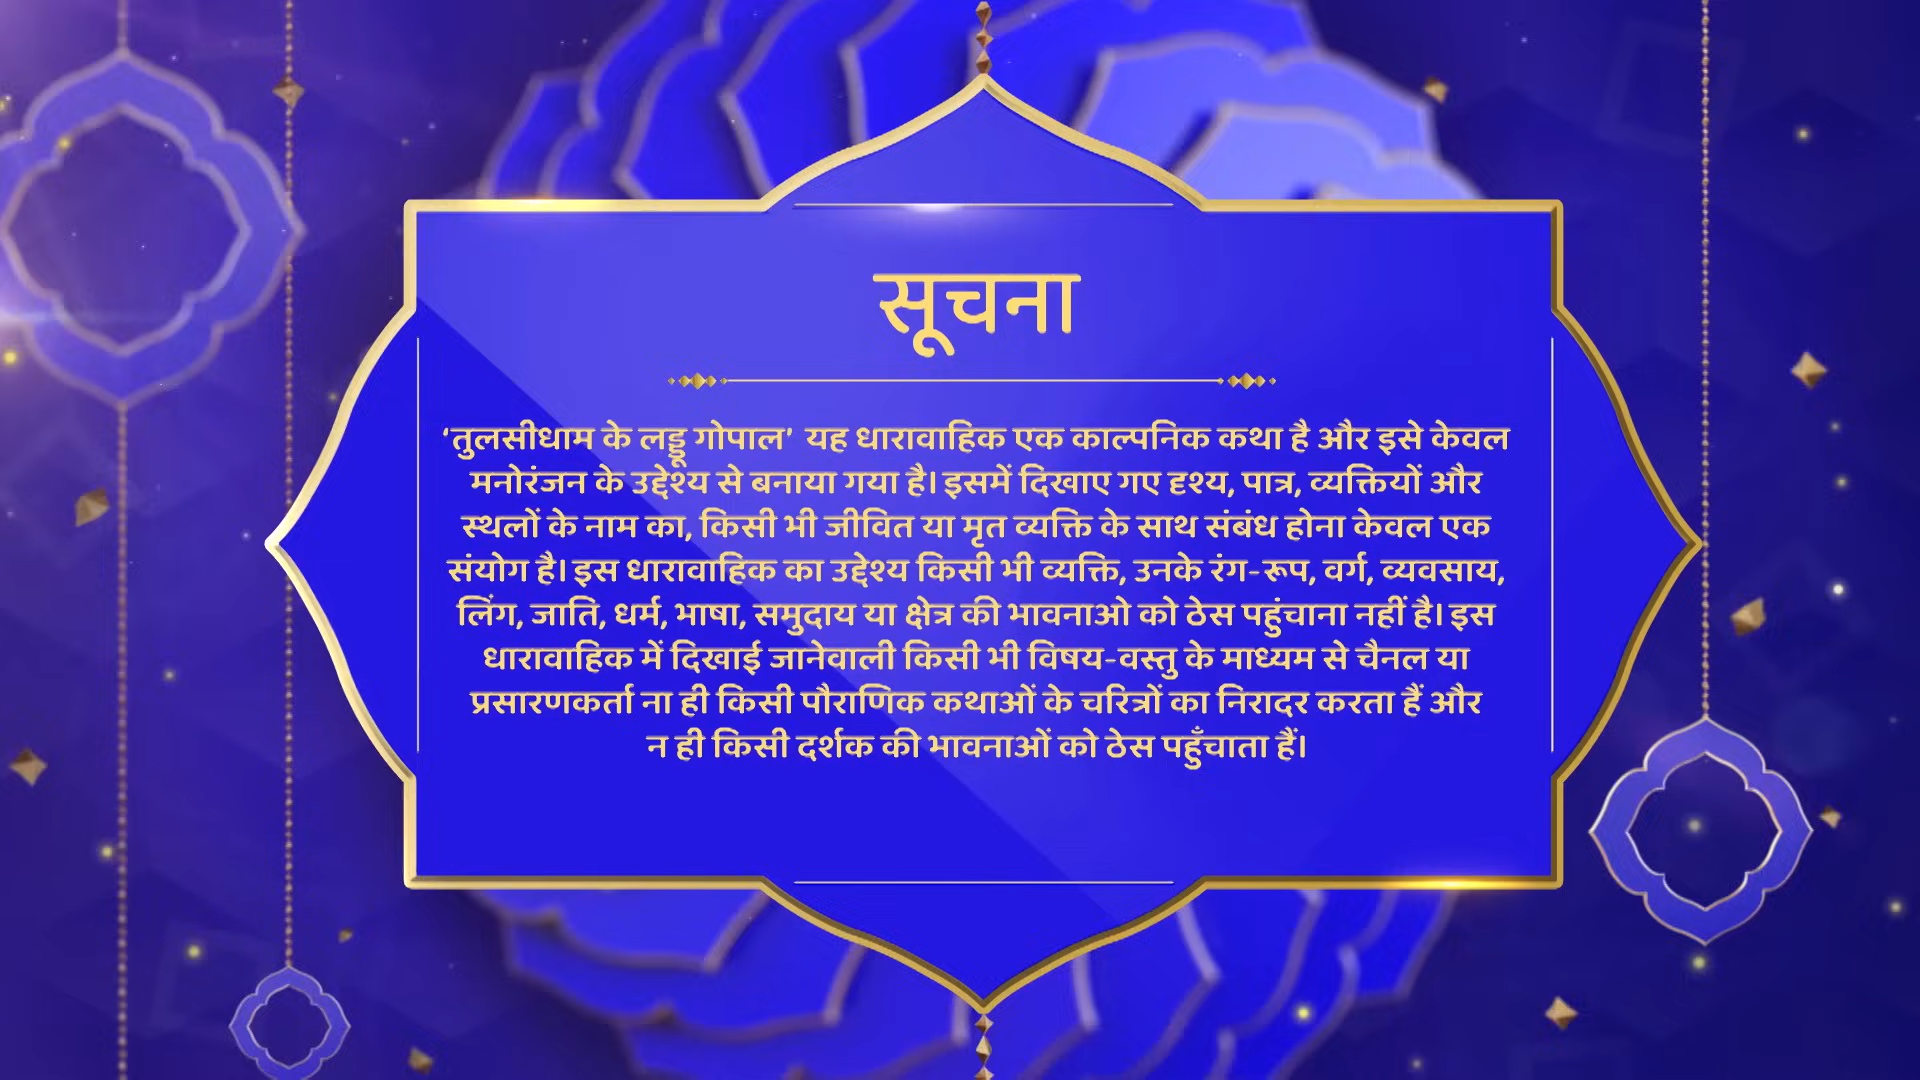 सूचना
‘तुलसीधाम के लड्डू गोपाल’ यह धारावाहिक एक काल्पनिक कथा है और इसे केवल
मनोरंजन के उद्देश्य से बनाया गया है। इसमें दिखाए गए दृश्य, पात्र, व्यक्तियों और
स्थलों के नाम का, किसी भी जीवित या मृत व्यक्ति के साथ संबंध होना केवल एक
संयोग है। इस धारावाहिक का उद्देश्य किसी भी व्यक्ति, उनके रंग-रूप, वर्ग, व्यवसाय,
लिंग, जाति, धर्म, भाषा, समुदाय या क्षेत्र की भावनाओ को ठेस पहुंचाना नहीं है। इस
धारावाहिक में दिखाई जानेवाली किसी भी विषय-वस्तु के माध्यम से चैनल या
प्रसारणकर्ता ना ही किसी पौराणिक कथाओं के चरित्रों का निरादर करता हैं और
न ही किसी दर्शक की भावनाओं को ठेस पहुँचाता हैं।